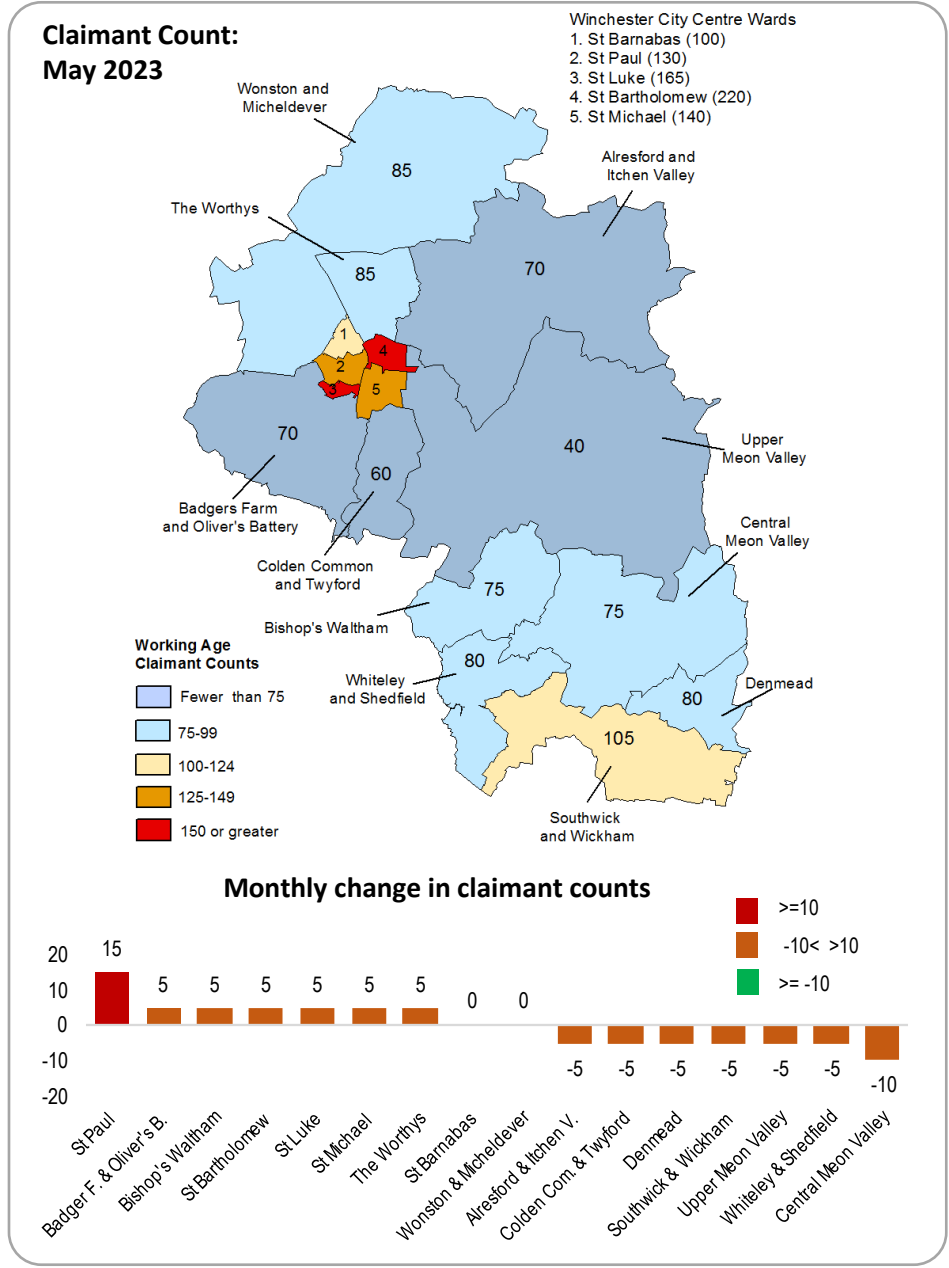 Claimant Count:
May 2023
Winchester City Centre Wards
1. St Barnabas (100)
2. St Paul (130)
3. St Luke (165)
4. St Bartholomew (220)
5. St Michael (140)
Wonston and
Micheldever
85
Alresford and
Itchen Valley
The Worthys
85
70
1
4
2
3
5
70
40
Upper
Meon Valley
60
Badgers Farm
and Oliver's Battery
Central
Meon Valley
Colden Common
and Twyford
75
75
Bishop's Waltham
Working Age
Claimant Counts
80
Whiteley
and Shedfield
Denmead
80
Fewer than 75
75-99
105
100-124
125-149
150 or greater
Southwick
and Wickham
Monthly change in claimant counts
>=10
-10< >10
>= -10
20
10
0
-10
-20
15
5
5
5
5
5
5
0
0
-5
-5
-5
-5
-5
-5
-10
St Paul
Badger F. & Oliver's B.
Bishop's Waltham
St Bartholomew
St Luke
St Michael
The Worthys
St Barnabas
Wonston & Micheldever
Alresford & Itchen V.
Colden Com. & Twyford
Denmead
Southwick & Wickham
Upper Meon Valley
Whiteley & Shedfield
Central Meon Valley